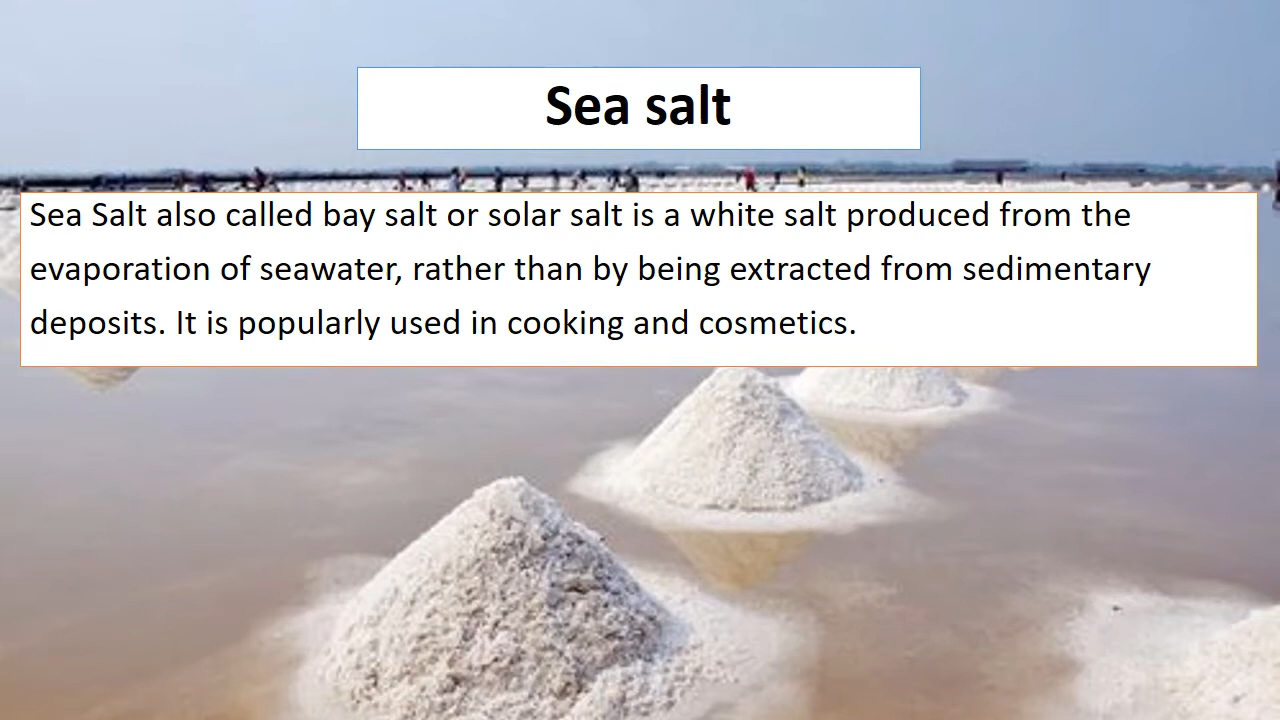 Sea salt
Sea Salt also called bay salt or solar salt is a white salt produced from the
evaporation of seawater, rather than by being extracted from sedimentary
deposits. It is popularly used in cooking and cosmetics.